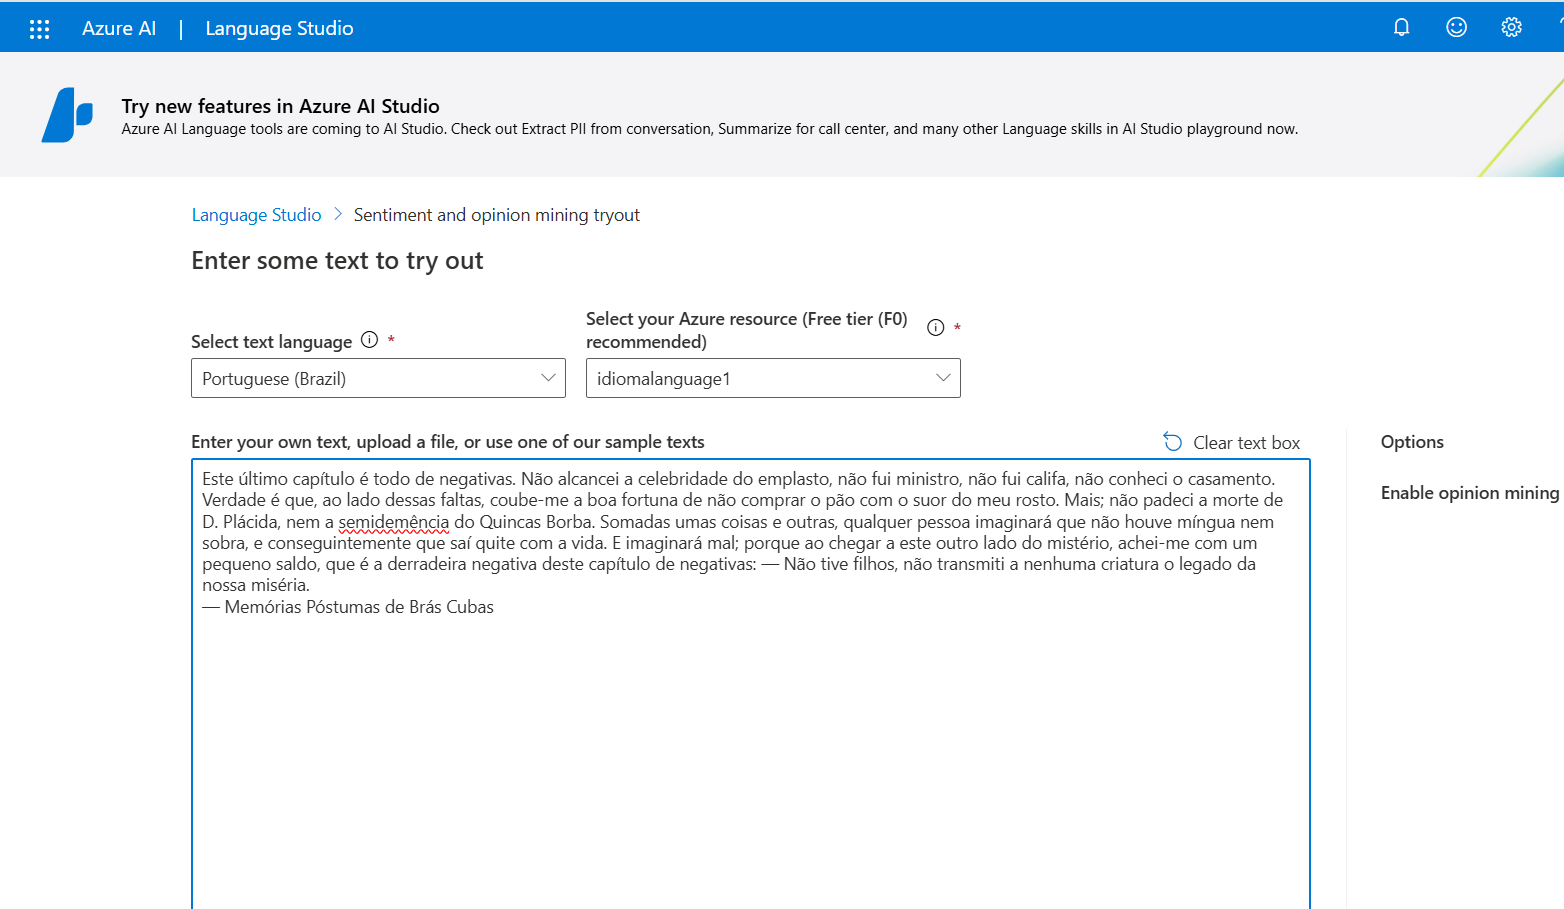 Azure AI | Language Studio
Try new features in Azure AI Studio
Azure AI Language tools are coming to AI Studio. Check out Extract PII from conversation, Summarize for call center, and many other Language skills in AI Studio playground now.
Language Studio > Sentiment and opinion mining tryout
Enter some text to try out
Select text language *
Portuguese (Brazil)
Select your Azure resource (Free tier (F0)
recommended) *
idiomalanguage1
Enter your own text, upload a file, or use one of our sample texts
Clear text box
Este último capítulo é todo de negativas. Não alcancei a celebridade do emplasto, não fui ministro, não fui califa, não conheci o casamento.
Verdade é que, ao lado dessas faltas, coube-me a boa fortuna de não comprar o pão com o suor do meu rosto. Mais; não padeci a morte de
D. Plácida, nem a semidemência do Quincas Borba. Somadas umas coisas e outras, qualquer pessoa imaginará que não houve míngua nem
sobra, e conseguintemente que saí quite com a vida. E imaginará mal; porque ao chegar a este outro lado do mistério, achei-me com um
pequeno saldo, que é a derradeira negativa deste capítulo de negativas: — Não tive filhos, não transmiti a nenhuma criatura o legado da
nossa miséria.
— Memórias Póstumas de Brás Cubas
Options
Enable opinion mining